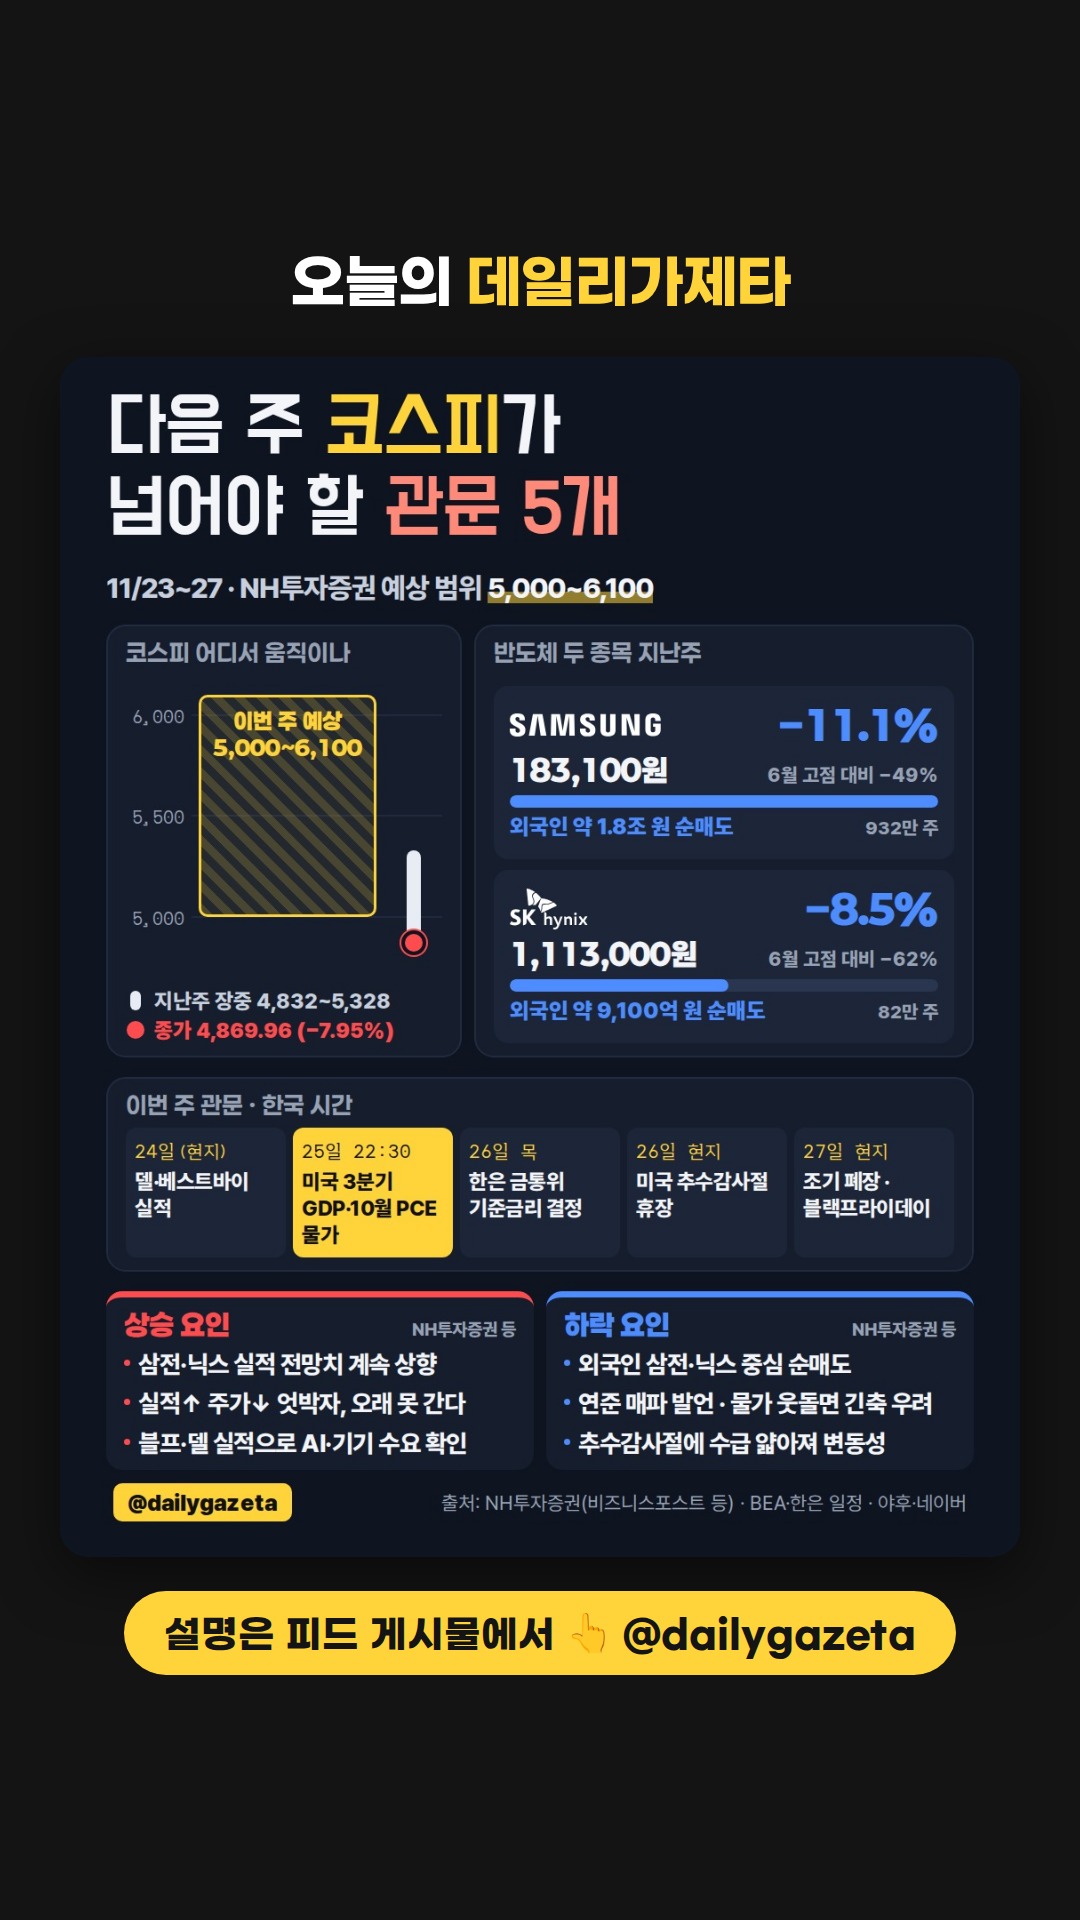 오늘의 데일리가제타
다음 주 코스피가
넘어야 할 관문 5개
11/23~27 · NH투자증권 예상 범위 5,000~6,100
코스피 어디서 움직이나
6,000
5,500
5,000
이번 주 예상
5,000~6,100
지난주 장중 4,832~5,328
종가 4,869.96 (−7.95%)
반도체 두 종목 지난주
SAMSUNG
−11.1%
183,100원
6월 고점 대비 −49%
외국인 약 1.8조 원 순매도
932만 주
SK hynix
−8.5%
1,113,000원
6월 고점 대비 −62%
외국인 약 9,100억 원 순매도
82만 주
이번 주 관문 · 한국 시간
24일 (현지)
델·베스트바이
실적
25일 22:30
미국 3분기
GDP·10월 PCE
물가
26일 목
한은 금통위
기준금리 결정
26일 현지
미국 추수감사절
휴장
27일 현지
조기 폐장 ·
블랙프라이데이
상승 요인
NH투자증권 등
• 삼전·닉스 실적 전망치 계속 상향
• 실적↑ 주가↓ 엇박자, 오래 못 간다
• 블프·델 실적으로 AI·기기 수요 확인
하락 요인
NH투자증권 등
• 외국인 삼전·닉스 중심 순매도
• 연준 매파 발언 · 물가 웃돌면 긴축 우려
• 추수감사절에 수급 얇아져 변동성
@dailygazeta
출처: NH투자증권(비즈니스포스트 등) · BEA·한은 일정 · 야후·네이버
설명은 피드 게시물에서 👆 @dailygazeta